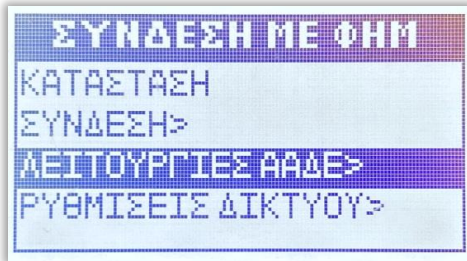 ΣΥΝΔΕΣΗ ΜΕ ΦΗΜ
ΚΑΤΑΣΤΑΣΗ
ΣΥΝΔΕΣΗ>
ΛΕΙΤΟΥΡΓΙΕΣ ΑΑΔΕ>
ΡΥΘΜΙΣΕΙΣ ΔΙΚΤΥΟΥ>